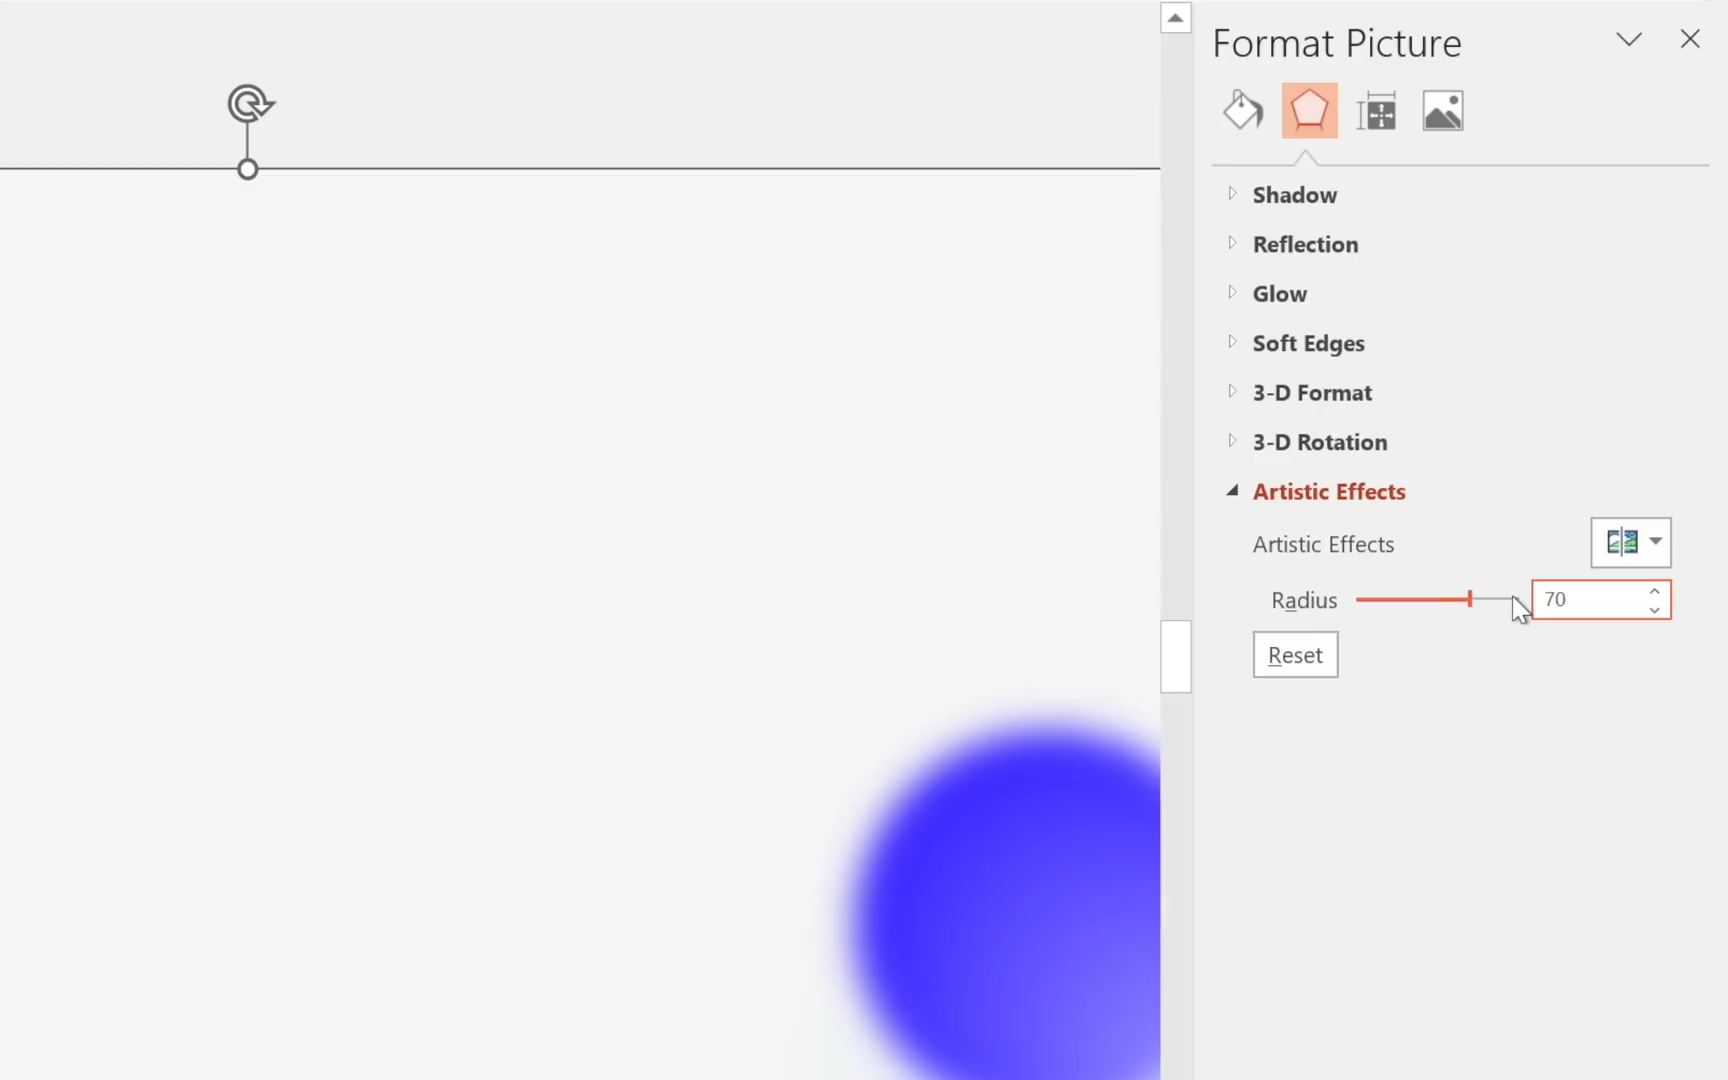 Format Picture
Shadow
Reflection
Glow
Soft Edges
3-D Format
3-D Rotation
Artistic Effects
Artistic Effects
Radius 70
Reset